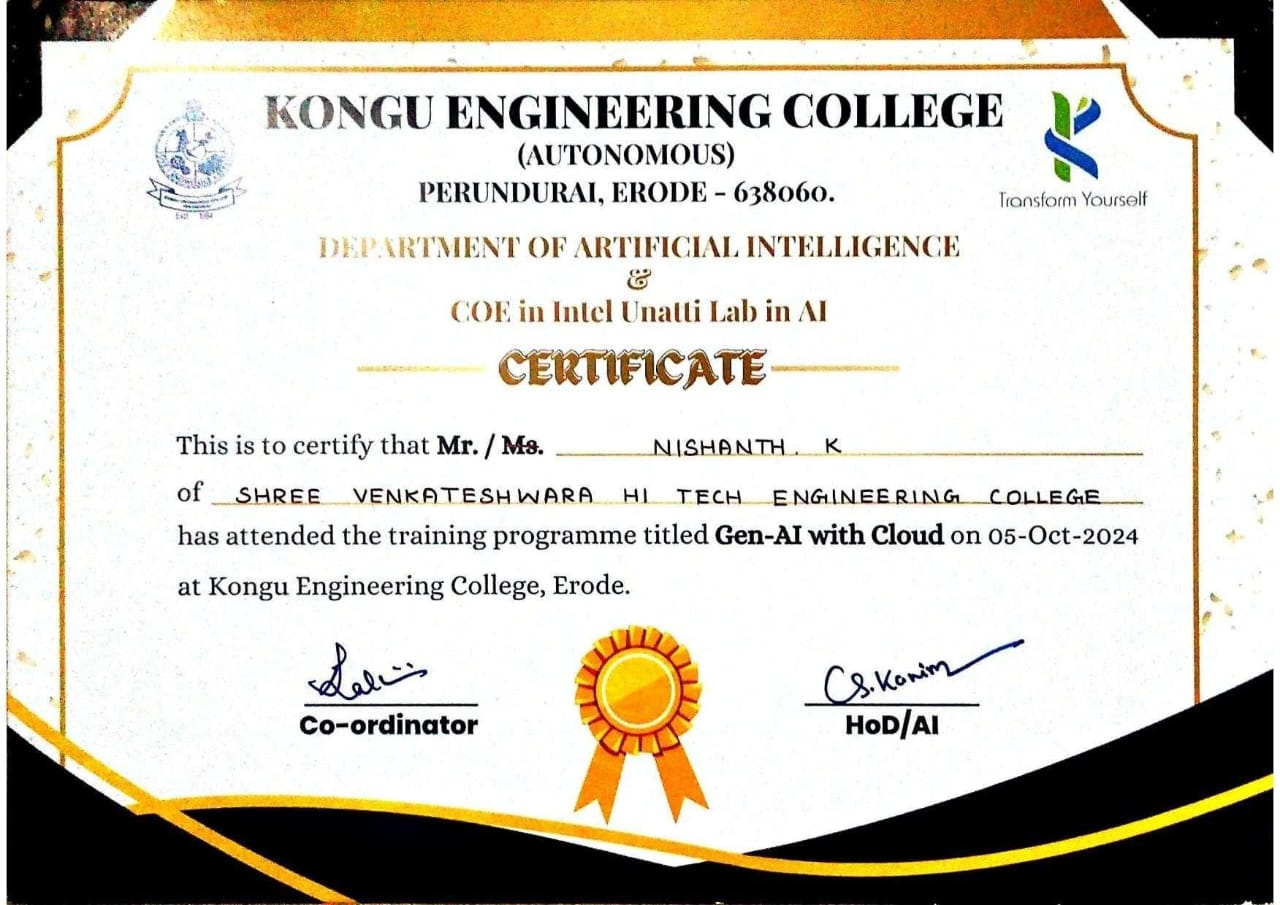 KONGU ENGINEERING COLLEGE
(AUTONOMOUS)
PERUNDURAI, ERODE - 638060.
Transform Yourself
Estd 1984
DEPARTMENT OF ARTIFICIAL INTELLIGENCE
&
COE in Intel Unatti Lab in AI
CERTIFICATE
This is to certify that Mr. / Ms. NISHANTH. K
of SHREE VENKATESHWARA HI TECH ENGINEERING COLLEGE
has attended the training programme titled Gen-AI with Cloud on 05-Oct-2024
at Kongu Engineering College, Erode.
Co-ordinator
HoD/AI